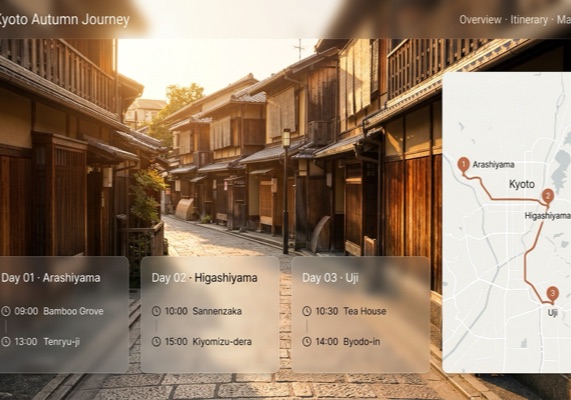 Kyoto Autumn Journey
Overview · Itinerary · Ma
Day 01 · Arashiyama
09:00 Bamboo Grove
13:00 Tenryu-ji
Day 02 · Higashiyama
10:00 Sannenzaka
15:00 Kiyomizu-dera
Day 03 · Uji
10:30 Tea House
14:00 Byodo-in
1
Arashiyama
Kyoto
2
Higashiyama
3
Uji